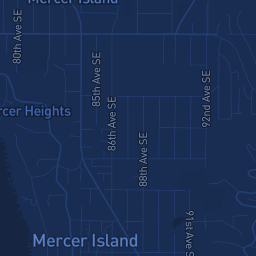 Mercer Island
80th Ave SE
85th Ave SE
92nd Ave SE
rcer Heights
86th Ave SE
88th Ave SE
91st Ave S
Mercer Island